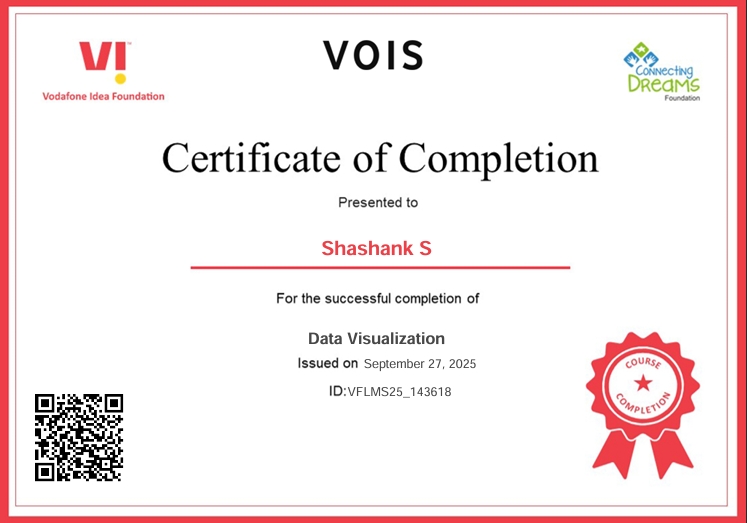 VI
Vodafone Idea Foundation
VOIS
Connecting
Dreams
Foundation
Certificate of Completion
Presented to
Shashank S
For the successful completion of
Data Visualization
Issued on September 27, 2025
ID:VFLMS25_143618
COURSE
COMPLETION